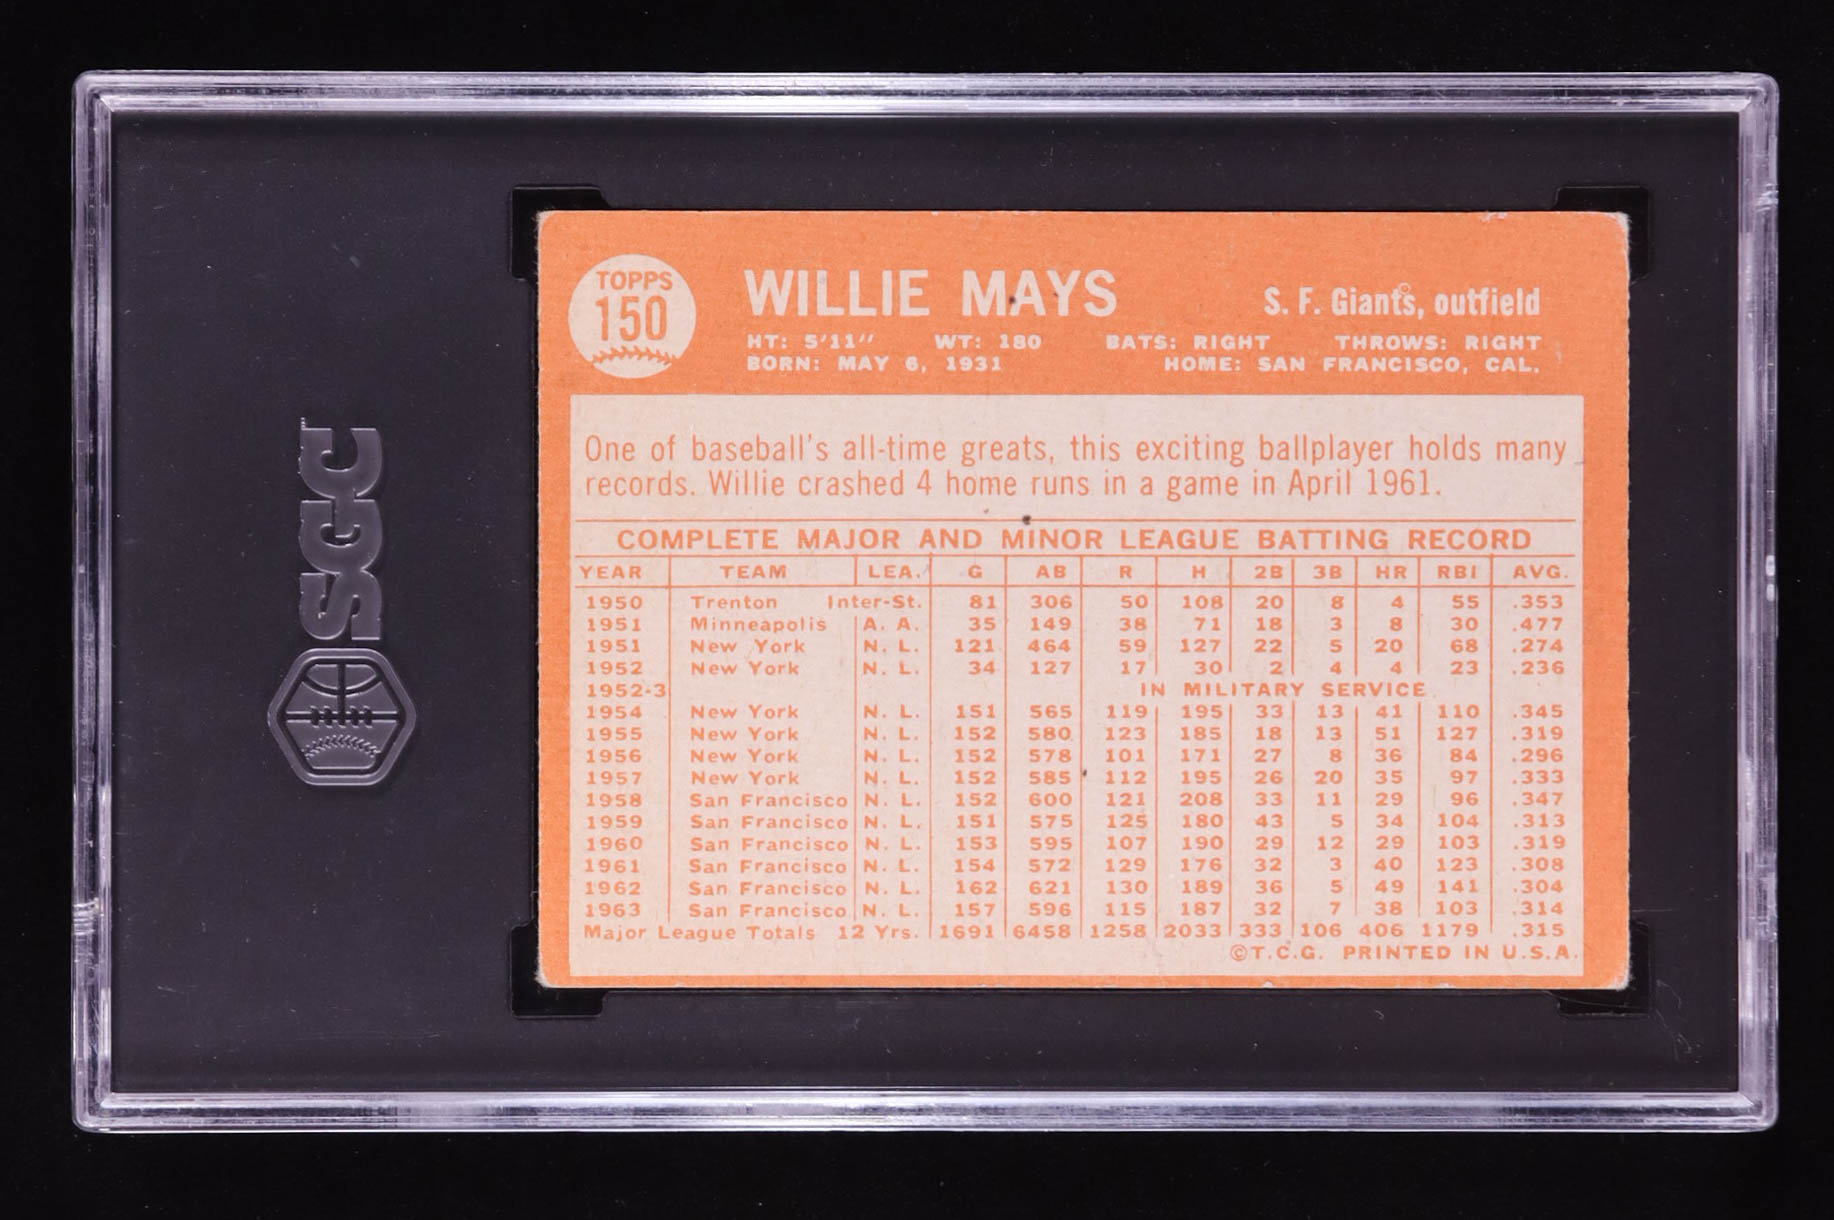 SGC
TOPPS
150
WILLIE MAYS
S. F. Giants, outfield
HT: 5'11" WT: 180 BATS: RIGHT THROWS: RIGHT
BORN: MAY 6, 1931 HOME: SAN FRANCISCO, CAL.
One of baseball's all-time greats, this exciting ballplayer holds many
records. Willie crashed 4 home runs in a game in April 1961.
COMPLETE MAJOR AND MINOR LEAGUE BATTING RECORD
YEAR TEAM LEA. G AB R H 2B 3B HR RBI AVG.
1950 Trenton Inter-St. 81 306 50 108 20 8 4 55 .353
1951 Minneapolis A. A. 35 149 38 71 18 3 8 30 .477
1951 New York N. L. 121 464 59 127 22 5 20 68 .274
1952 New York N. L. 34 127 17 30 2 4 4 23 .236
1952-3 IN MILITARY SERVICE
1954 New York N. L. 151 565 119 195 33 13 41 110 .345
1955 New York N. L. 152 580 123 185 18 13 51 127 .319
1956 New York N. L. 152 578 101 171 27 8 36 84 .296
1957 New York N. L. 152 585 112 195 26 20 35 97 .333
1958 San Francisco N. L. 152 600 121 208 33 11 29 96 .347
1959 San Francisco N. L. 151 575 125 180 43 5 34 104 .313
1960 San Francisco N. L. 153 595 107 190 29 12 29 103 .319
1961 San Francisco N. L. 154 572 129 176 32 3 40 123 .308
1962 San Francisco N. L. 162 621 130 189 36 5 49 141 .304
1963 San Francisco N. L. 157 596 115 187 32 7 38 103 .314
Major League Totals 12 Yrs. 1691 6458 1258 2033 333 106 406 1179 .315
©T.C.G. PRINTED IN U.S.A.